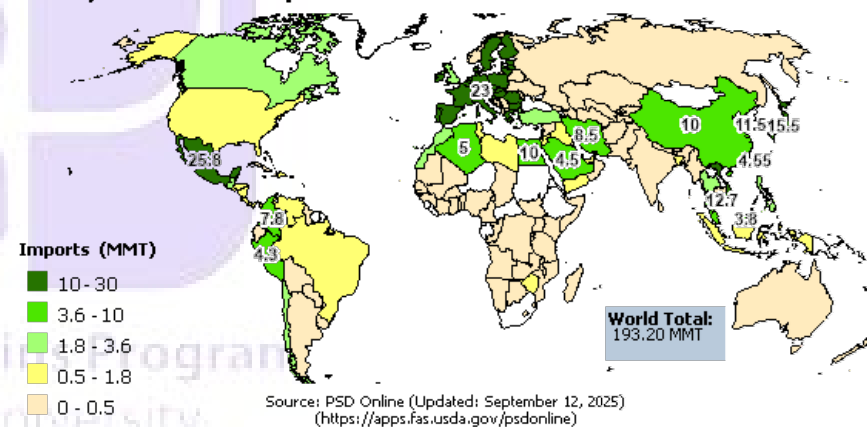 23
10
11.5
15.5
8.5
5
10
4.5
4.55
25.8
12.7
7.8
3.8
4.3
Imports (MMT)
10 - 30
3.6 - 10
1.8 - 3.6
0.5 - 1.8
0 - 0.5
World Total:
193.20 MMT
Program
Source: PSD Online (Updated: September 12, 2025)
(https://apps.fas.usda.gov/psdonline)